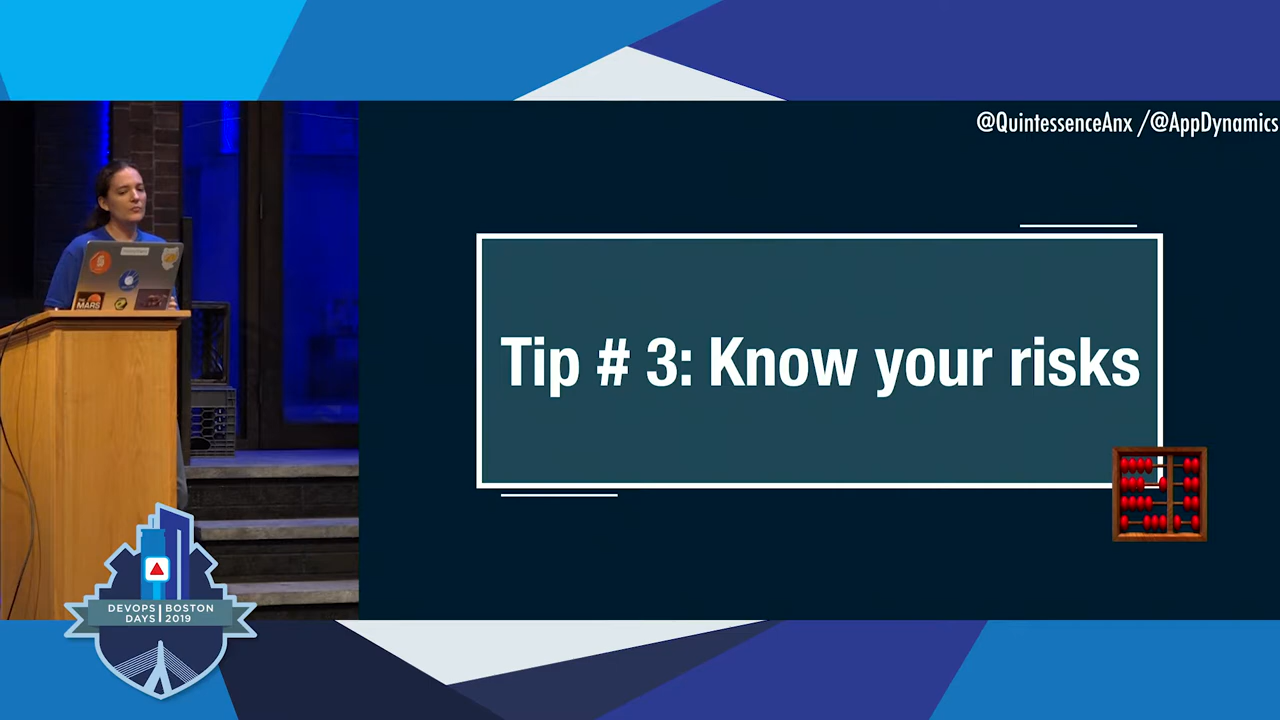 @QuintessenceAnx /@AppDynamics
Tip # 3: Know your risks
MARS
DEVOPS BOSTON
DAYS 2019